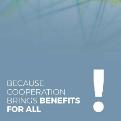 BECAUSE
COOPERATION
BRINGS BENEFITS
FOR ALL
!